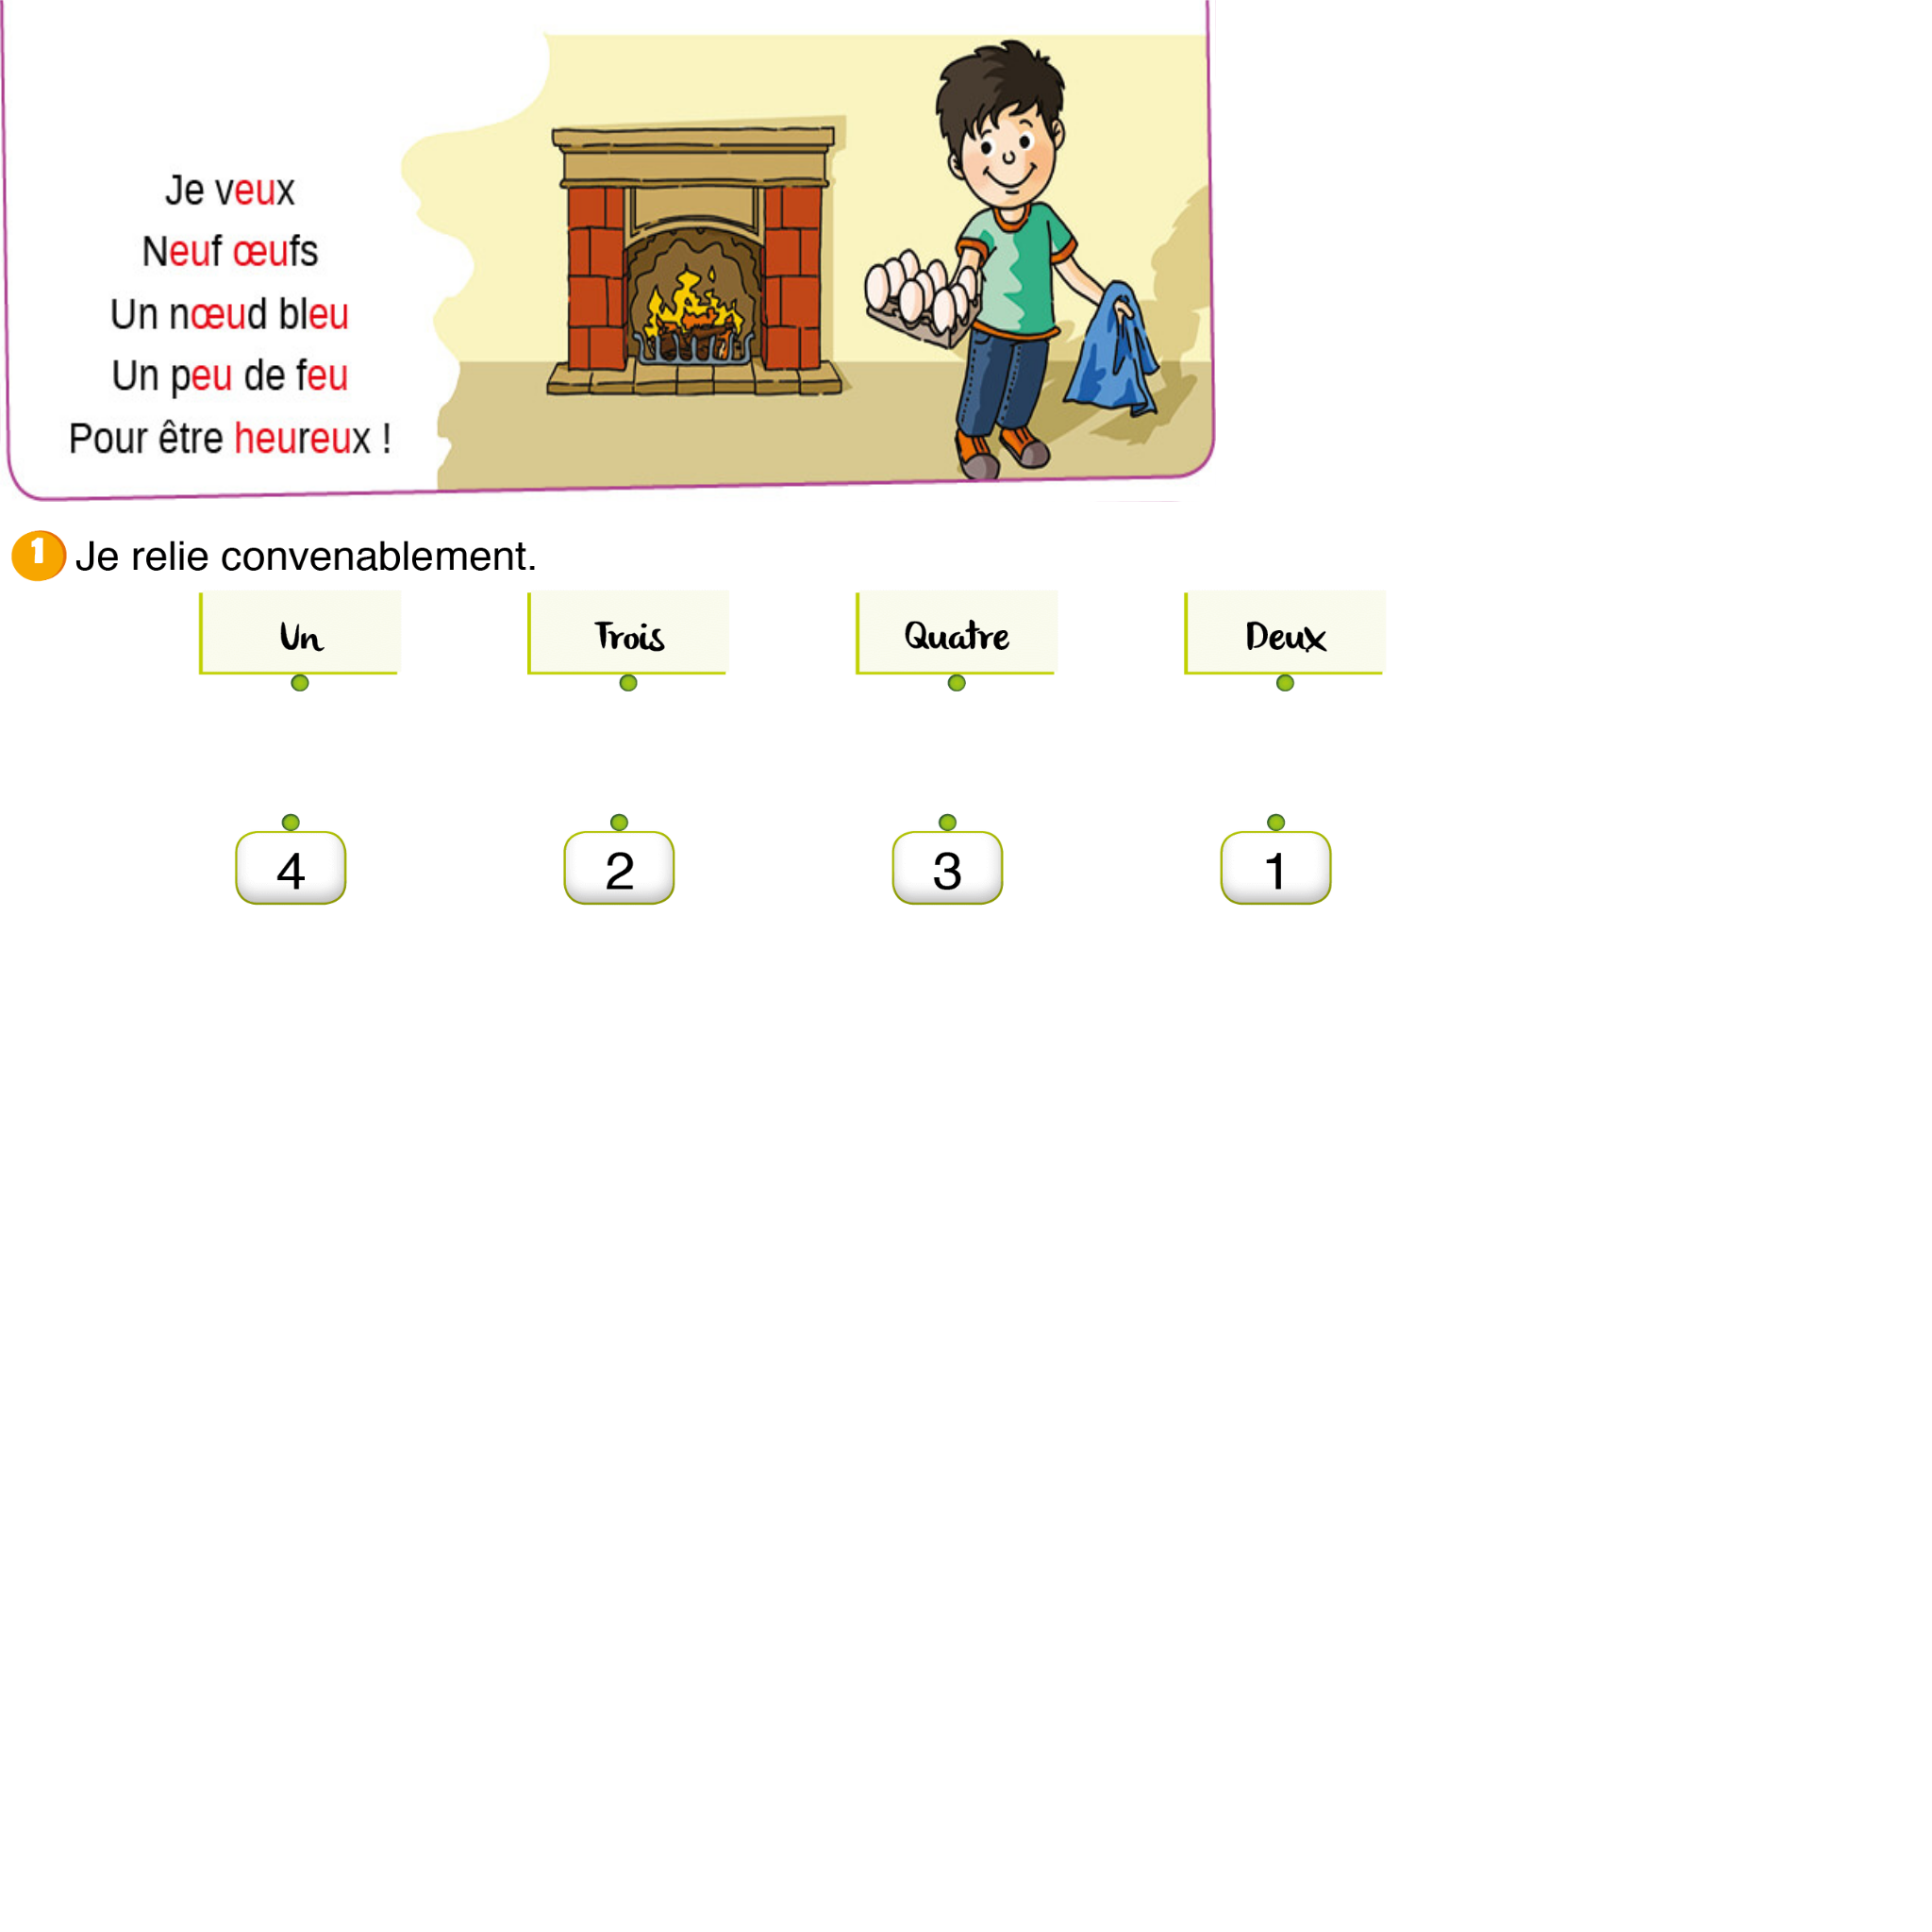 Je veux
Neuf œufs
Un nœud bleu
Un peu de feu
Pour être heureux !
1 Je relie convenablement.
Un Trois Quatre Deux
4 2 3 1